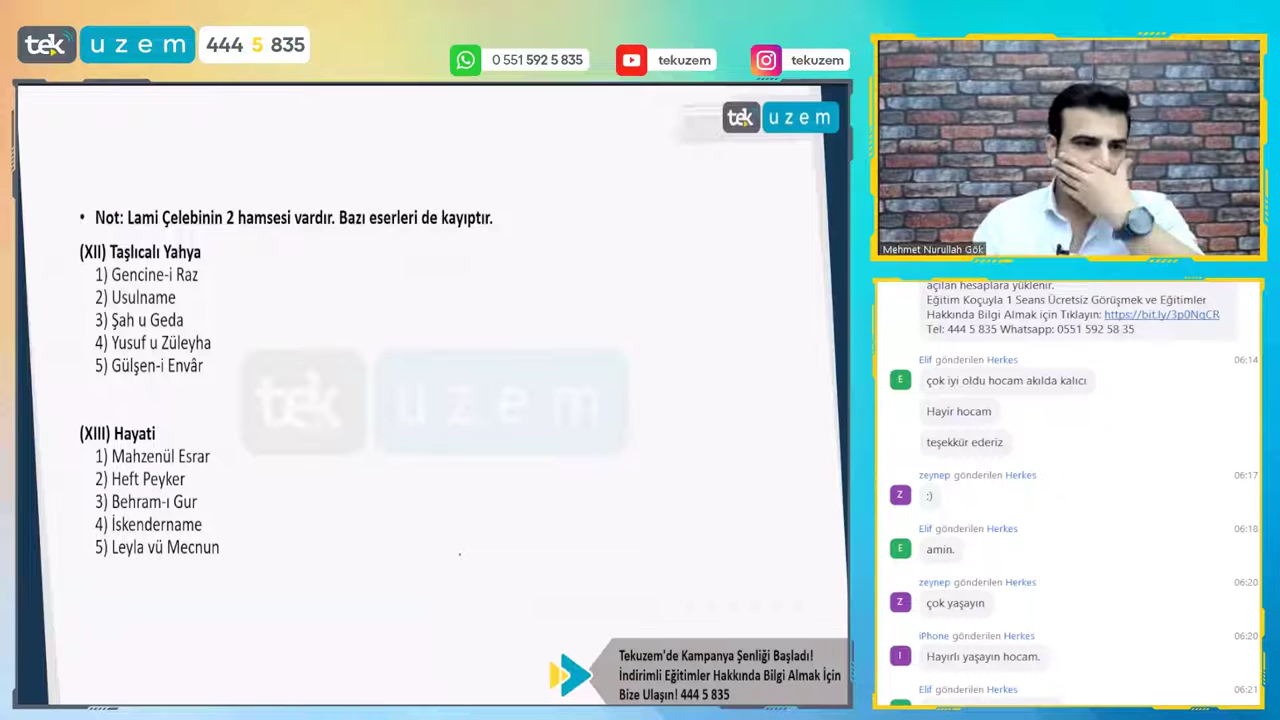 tek uzem 444 5 835
0 551 592 5 835
tekuzem
tekuzem
tek uzem
• Not: Lami Çelebinin 2 hamsesi vardır. Bazı eserleri de kayıptır.
(XII) Taşlıcalı Yahya
1) Gencine-i Raz
2) Usulname
3) Şah u Geda
4) Yusuf u Züleyha
5) Gülşen-i Envâr
(XIII) Hayati
1) Mahzenül Esrar
2) Heft Peyker
3) Behram-ı Gur
4) İskendername
5) Leyla vü Mecnun
tek uzem
Tekuzem'de Kampanya Şenliği Başladı!
İndirimli Eğitimler Hakkında Bilgi Almak İçin
Bize Ulaşın! 444 5 835
Mehmet Nurullah Gök
açılan hesaplara yüklenir.
Eğitim Koçuyla 1 Seans Ücretsiz Görüşmek ve Eğitimler
Hakkında Bilgi Almak için Tıklayın: https://bit.ly/3p0NqCR
Tel: 444 5 835 Whatsapp: 0551 592 58 35
Elif gönderilen Herkes 06:14
E çok iyi oldu hocam akılda kalıcı
Hayir hocam
teşekkür ederiz
zeynep gönderilen Herkes 06:17
Z :)
Elif gönderilen Herkes 06:18
E amin.
zeynep gönderilen Herkes 06:20
Z çok yaşayın
iPhone gönderilen Herkes 06:20
I Hayırlı yaşayın hocam.
Elif gönderilen Herkes 06:21